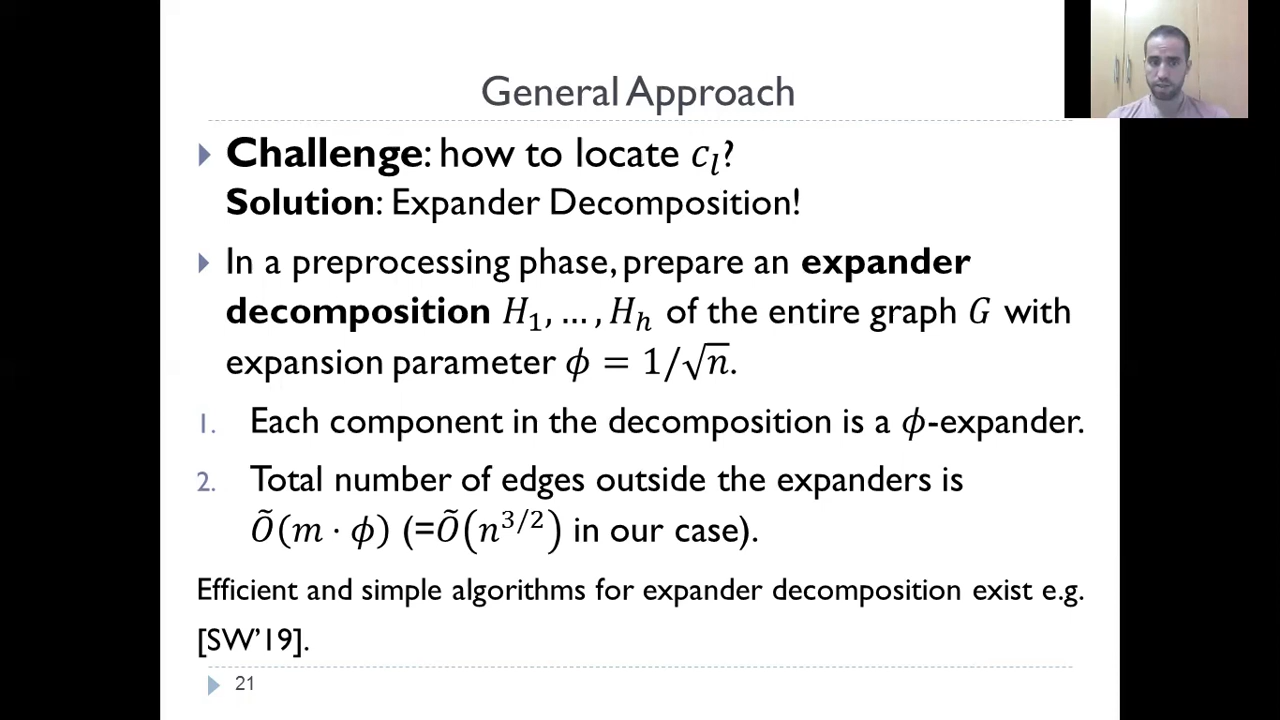 General Approach
Challenge: how to locate c_l?
Solution: Expander Decomposition!
In a preprocessing phase, prepare an expander
decomposition H_1, … , H_h of the entire graph G with
expansion parameter ϕ = 1/√n.
1. Each component in the decomposition is a ϕ-expander.
2. Total number of edges outside the expanders is
Õ(m · ϕ) (=Õ(n^{3/2}) in our case).
Efficient and simple algorithms for expander decomposition exist e.g.
[SW'19].
21